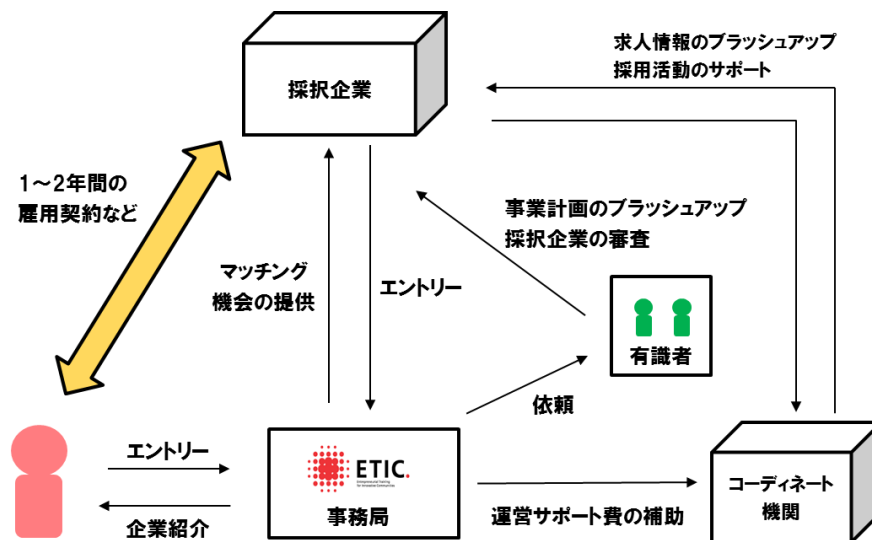 求人情報のブラッシュアップ
採用活動のサポート
採択企業
1～2年間の
雇用契約など
事業計画のブラッシュアップ
採択企業の審査
マッチング
機会の提供
エントリー
有識者
依頼
エントリー
ETIC.
Entrepreneurial Training
for Innovative Communities
事務局
企業紹介
運営サポート費の補助
コーディネート
機関